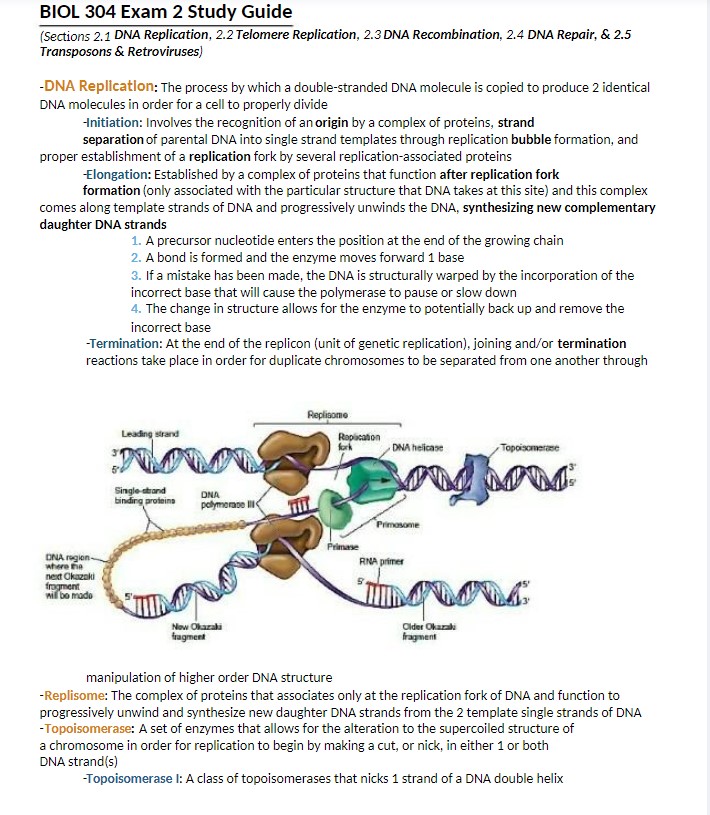 BIOL 304 Exam 2 Study Guide
(Sections 2.1 DNA Replication, 2.2 Telomere Replication, 2.3 DNA Recombination, 2.4 DNA Repair, & 2.5
Transposons & Retroviruses)
-DNA Replication: The process by which a double-stranded DNA molecule is copied to produce 2 identical
DNA molecules in order for a cell to properly divide
-Initiation: Involves the recognition of an origin by a complex of proteins, strand
separation of parental DNA into single strand templates through replication bubble formation, and
proper establishment of a replication fork by several replication-associated proteins
-Elongation: Established by a complex of proteins that function after replication fork
formation (only associated with the particular structure that DNA takes at this site) and this complex
comes along template strands of DNA and progressively unwinds the DNA, synthesizing new complementary
daughter DNA strands
1. A precursor nucleotide enters the position at the end of the growing chain
2. A bond is formed and the enzyme moves forward 1 base
3. If a mistake has been made, the DNA is structurally warped by the incorporation of the
incorrect base that will cause the polymerase to pause or slow down
4. The change in structure allows for the enzyme to potentially back up and remove the
incorrect base
-Termination: At the end of the replicon (unit of genetic replication), joining and/or termination
reactions take place in order for duplicate chromosomes to be separated from one another through
Replisome
Leading strand
Replication
fork
DNA helicase
Topoisomerase
3'
5'
3'
5'
Single-strand
binding proteins
DNA
polymerase III
Primosome
Primase
DNA region
where the
next Okazaki
fragment
will be made
RNA primer
5'
5'
5'
3'
New Okazaki
fragment
Older Okazaki
fragment
manipulation of higher order DNA structure
-Replisome: The complex of proteins that associates only at the replication fork of DNA and function to
progressively unwind and synthesize new daughter DNA strands from the 2 template single strands of DNA
-Topoisomerase: A set of enzymes that allows for the alteration to the supercoiled structure of
a chromosome in order for replication to begin by making a cut, or nick, in either 1 or both
DNA strand(s)
-Topoisomerase I: A class of topoisomerases that nicks 1 strand of a DNA double helix